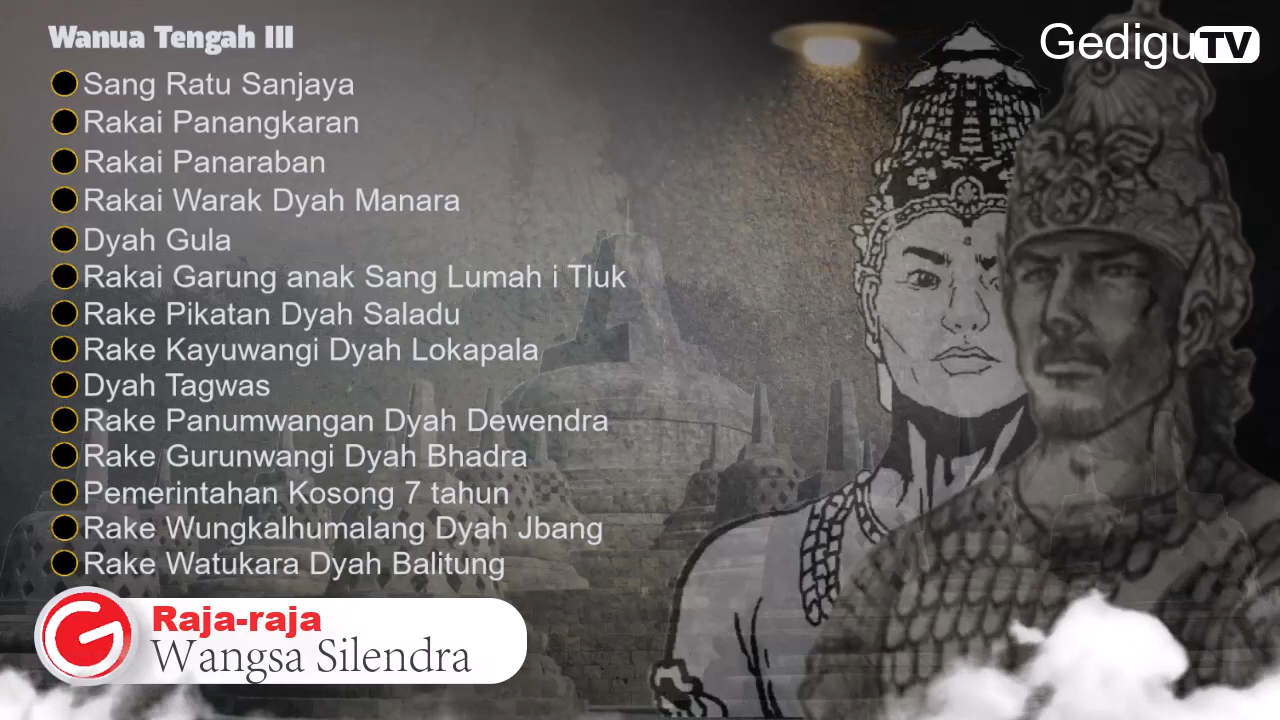 Wanua Tengah III
Gedigu TV
Sang Ratu Sanjaya
Rakai Panangkaran
Rakai Panaraban
Rakai Warak Dyah Manara
Dyah Gula
Rakai Garung anak Sang Lumah i Tluk
Rake Pikatan Dyah Saladu
Rake Kayuwangi Dyah Lokapala
Dyah Tagwas
Rake Panumwangan Dyah Dewendra
Rake Gurunwangi Dyah Bhadra
Pemerintahan Kosong 7 tahun
Rake Wungkalhumalang Dyah Jbang
Rake Watukara Dyah Balitung
G
Raja-raja
Wangsa Silendra